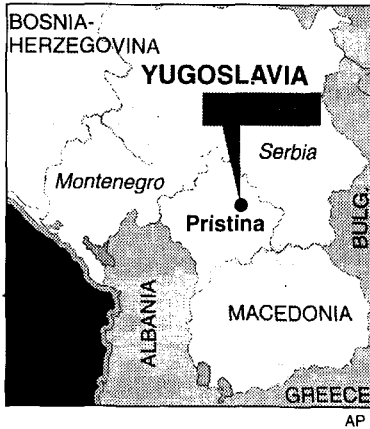 BOSNIA-
HERZEGOVINA
YUGOSLAVIA
Serbia
Montenegro
Pristina
BULG.
ALBANIA
MACEDONIA
GREECE
AP